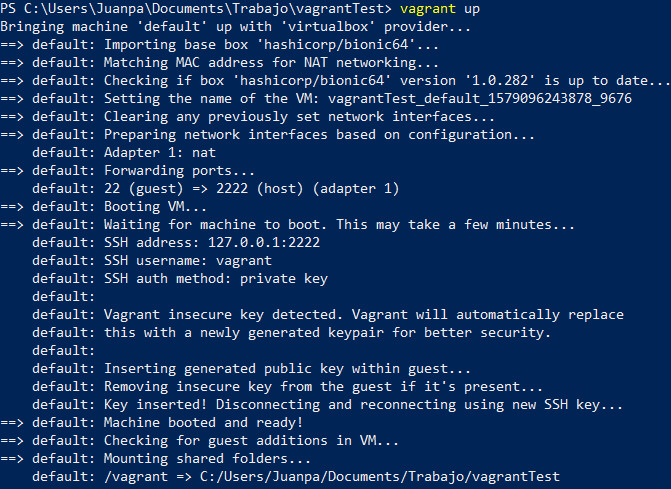 PS C:\Users\Juanpa\Documents\Trabajo\vagrantTest> vagrant up
Bringing machine 'default' up with 'virtualbox' provider...
==> default: Importing base box 'hashicorp/bionic64'...
==> default: Matching MAC address for NAT networking...
==> default: Checking if box 'hashicorp/bionic64' version '1.0.282' is up to date...
==> default: Setting the name of the VM: vagrantTest_default_1579096243878_9676
==> default: Clearing any previously set network interfaces...
==> default: Preparing network interfaces based on configuration...
    default: Adapter 1: nat
==> default: Forwarding ports...
    default: 22 (guest) => 2222 (host) (adapter 1)
==> default: Booting VM...
==> default: Waiting for machine to boot. This may take a few minutes...
    default: SSH address: 127.0.0.1:2222
    default: SSH username: vagrant
    default: SSH auth method: private key
    default:
    default: Vagrant insecure key detected. Vagrant will automatically replace
    default: this with a newly generated keypair for better security.
    default:
    default: Inserting generated public key within guest...
    default: Removing insecure key from the guest if it's present...
    default: Key inserted! Disconnecting and reconnecting using new SSH key...
==> default: Machine booted and ready!
==> default: Checking for guest additions in VM...
==> default: Mounting shared folders...
    default: /vagrant => C:/Users/Juanpa/Documents/Trabajo/vagrantTest